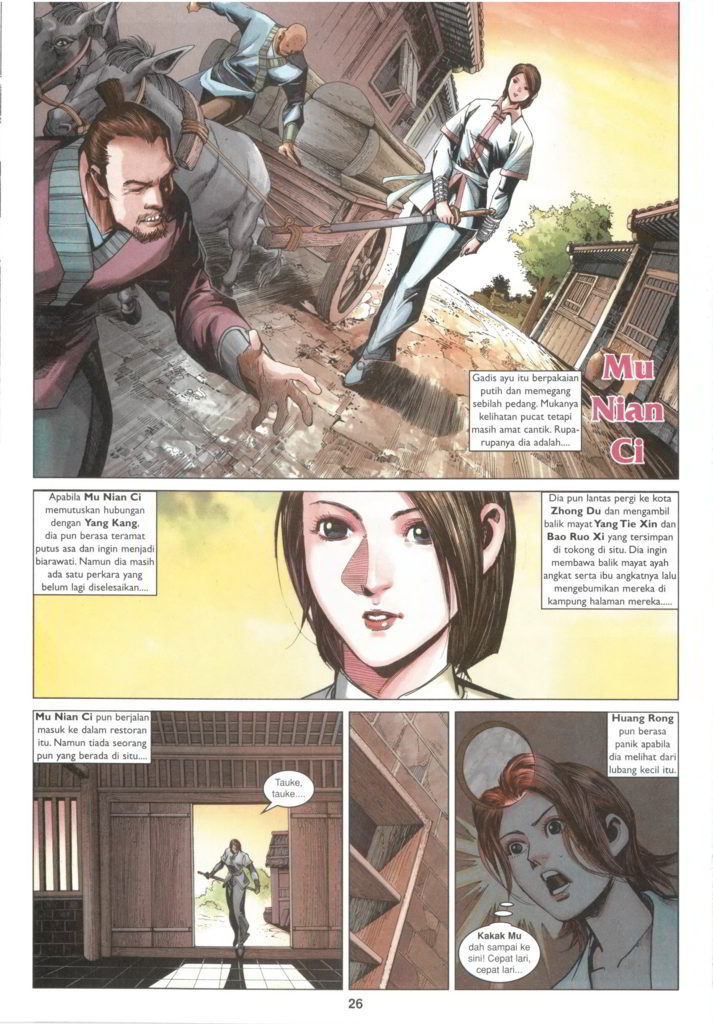 Gadis ayu itu berpakaian
putih dan memegang
sebilah pedang. Mukanya
kelihatan pucat tetapi
masih amat cantik. Rupa-
rupanya dia adalah....
Mu
Nian
Ci
Apabila Mu Nian Ci
memutuskan hubungan
dengan Yang Kang,
dia pun berasa teramat
putus asa dan ingin menjadi
biarawati. Namun dia masih
ada satu perkara yang
belum lagi diselesaikan....
Dia pun lantas pergi ke kota
Zhong Du dan mengambil
balik mayat Yang Tie Xin dan
Bao Ruo Xi yang tersimpan
di tokong di situ. Dia ingin
membawa balik mayat ayah
angkat serta ibu angkatnya lalu
mengebumikan mereka di
kampung halaman mereka.....
Mu Nian Ci pun berjalan
masuk ke dalam restoran
itu. Namun tiada seorang
pun yang berada di situ....
Tauke,
tauke....
Huang Rong
pun berasa
panik apabila
dia melihat dari
lubang kecil itu.
Kakak Mu
dah sampai ke
sini! Cepat lari,
cepat lari...
26